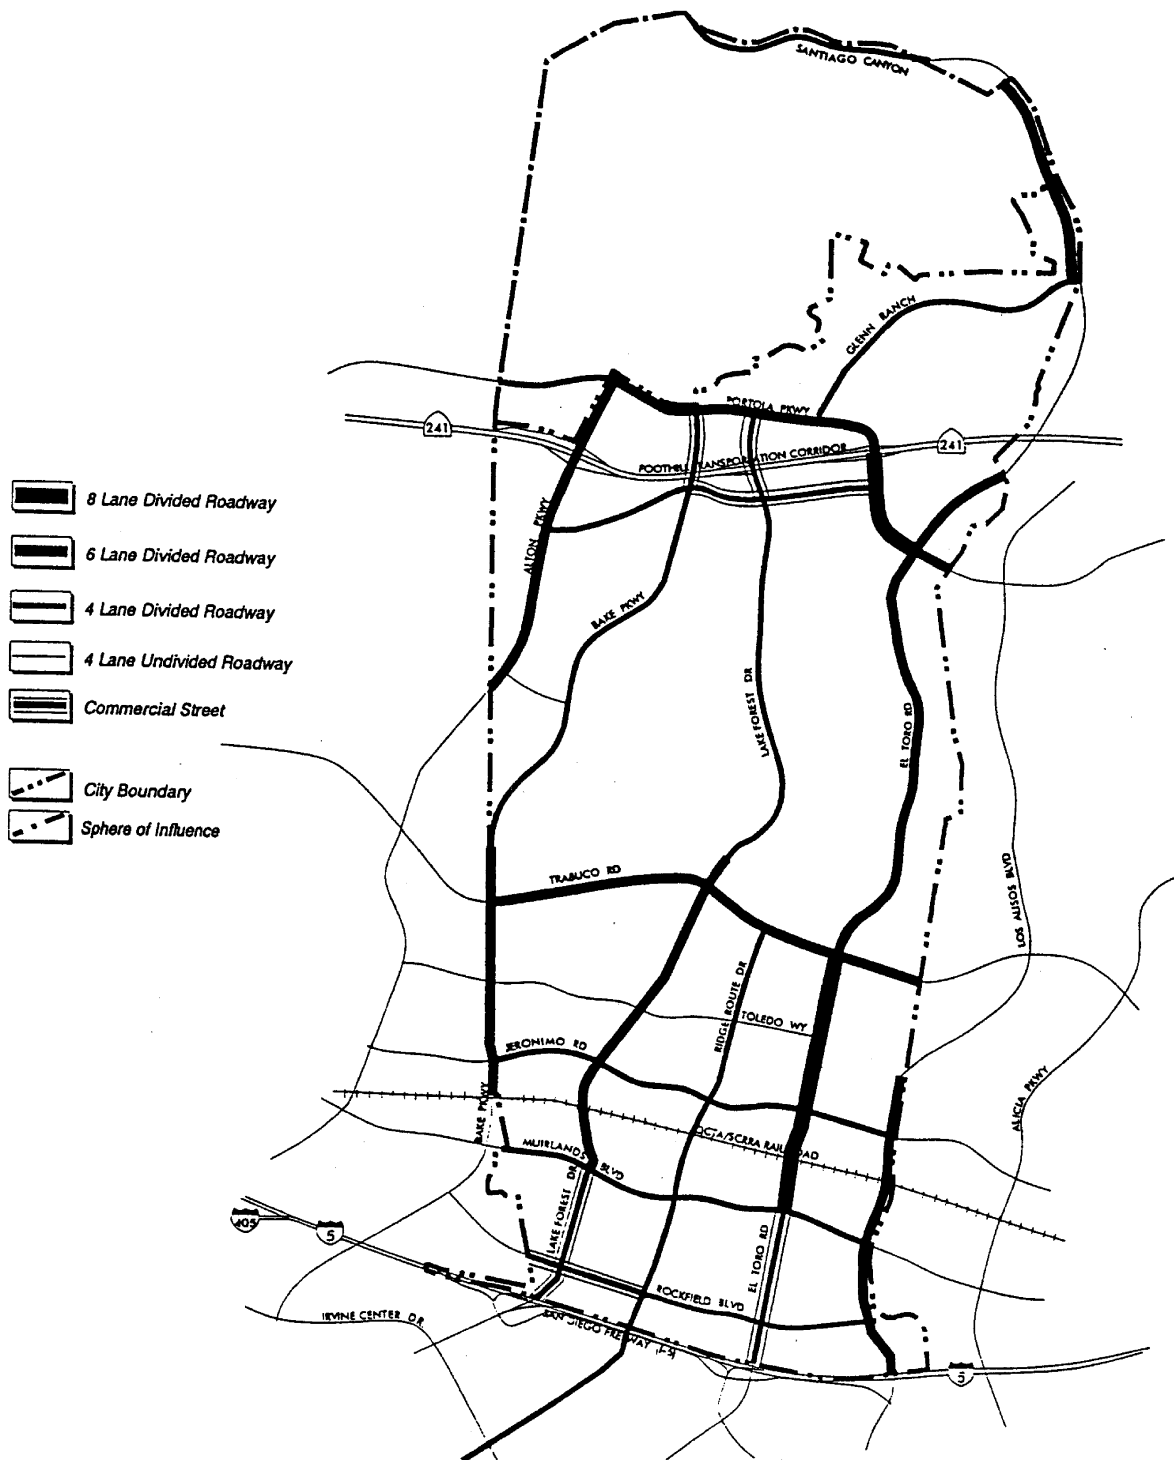 SANTIAGO CANYON
GLENN RANCH
PORTOLA PKWY
241
241
FOOTHILL TRANSPORTATION CORRIDOR
8 Lane Divided Roadway
6 Lane Divided Roadway
4 Lane Divided Roadway
4 Lane Undivided Roadway
Commercial Street
City Boundary
Sphere of Influence
ALTON PKWY
BAKE PKWY
LAKE FOREST DR
EL TORO RD
TRABUCO RD
LOS ALISOS BLVD
RIDGE ROUTE DR
TOLEDO WY
JERONIMO RD
BAKE PKWY
ALICIA PKWY
OCTA/SCRRA RAILROAD
MUIRLANDS BLVD
LAKE FOREST DR
EL TORO RD
405
5
ROCKFIELD BLVD
IRVINE CENTER DR.
SAN DIEGO FREEWAY (I-5)
5